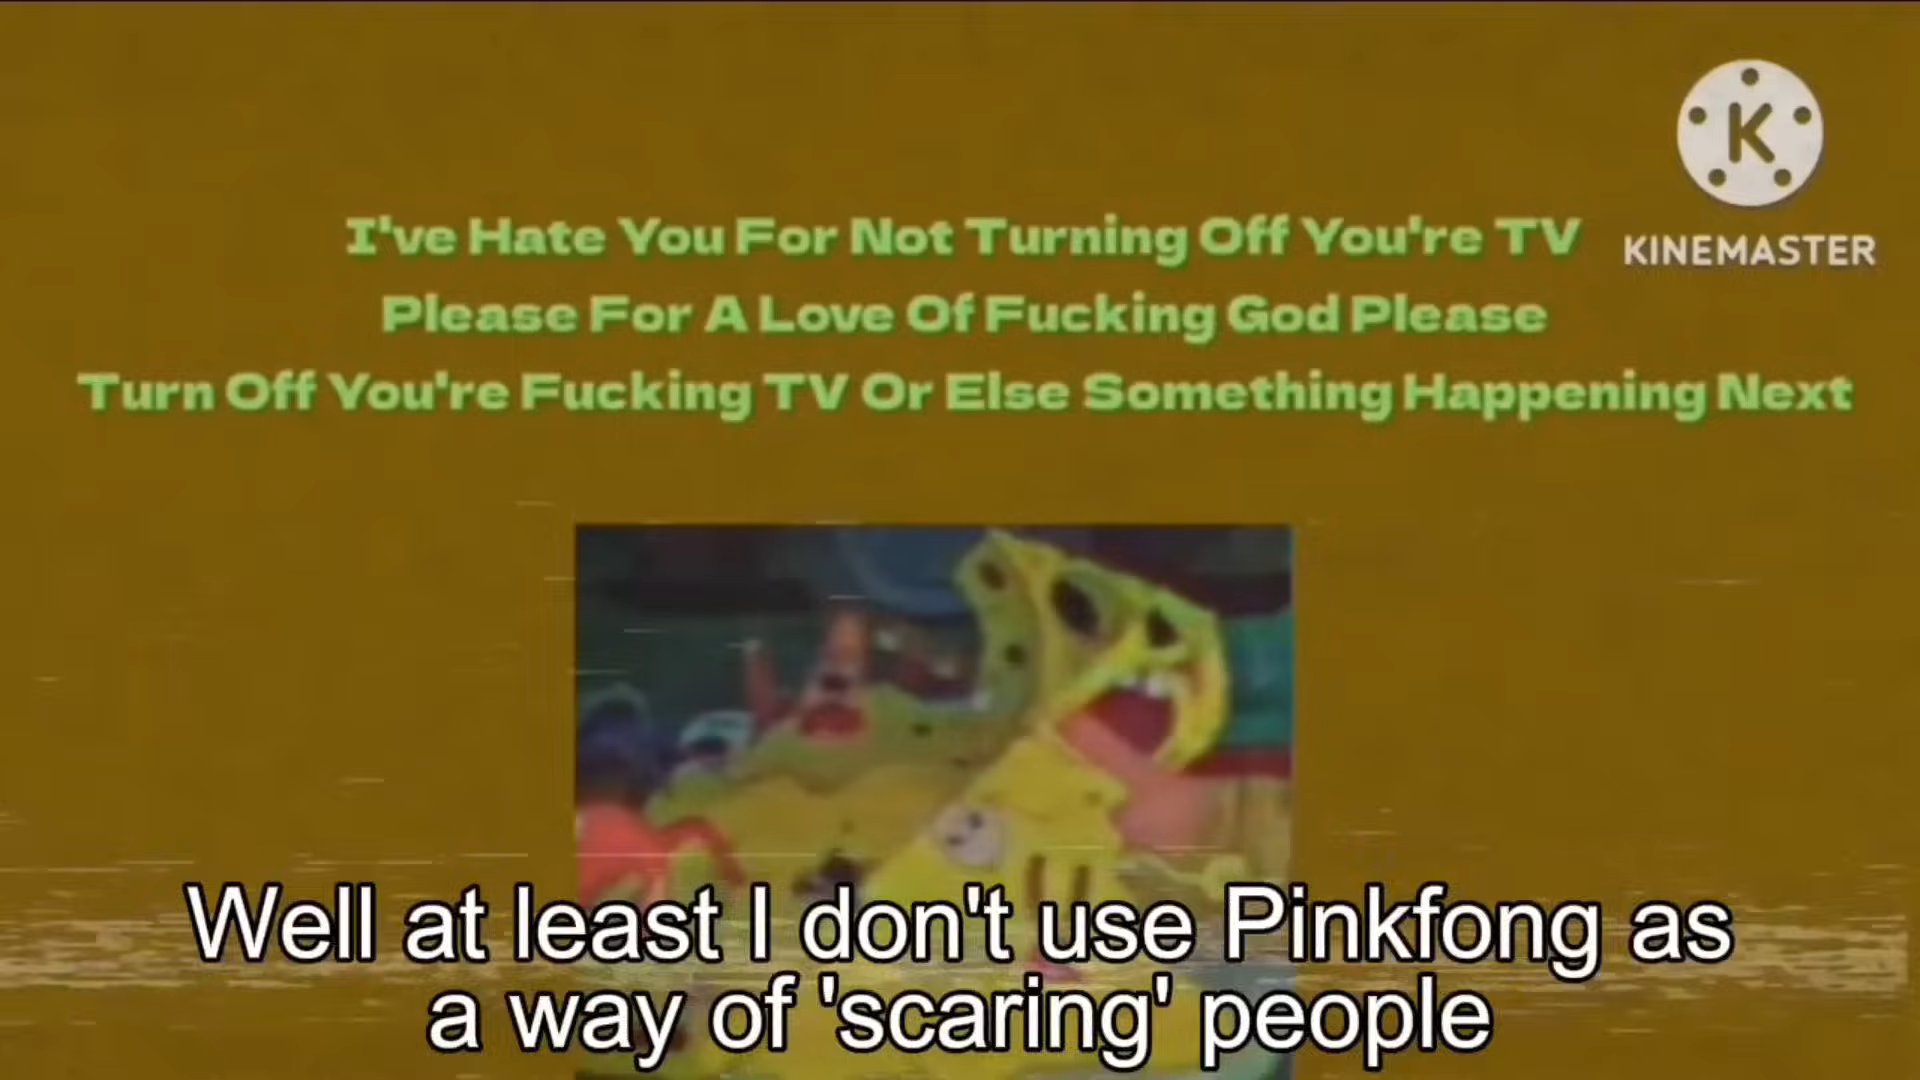 K
KINEMASTER
I've Hate You For Not Turning Off You're TV
Please For A Love Of Fucking God Please
Turn Off You're Fucking TV Or Else Something Happening Next
Well at least I don't use Pinkfong as
a way of 'scaring' people